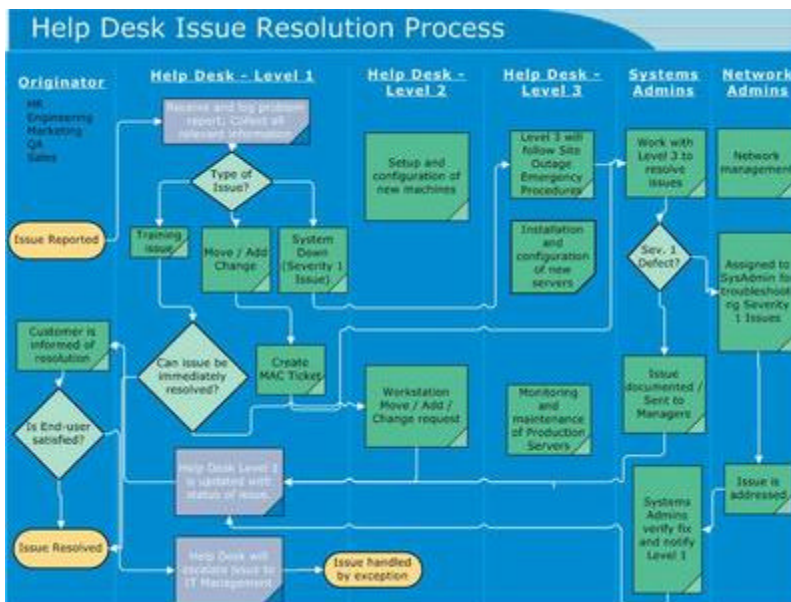 Help Desk Issue Resolution Process
Originator
HR
Engineering
Marketing
QA
Sales
Issue Reported
Customer is
informed of
resolution
Is End-user
satisfied?
Issue Resolved
Help Desk - Level 1
Receive and log problem
report; Collect all
relevant information
Type of
Issue?
Training
issue
Move / Add
Change
System
Down
(Severity 1
Issue)
Can issue be
immediately
resolved?
Create
MAC Ticket
Help Desk Level 1
is updated with
status of issue.
Help Desk will
escalate issue to
IT Management
Issue handled
by exception
Help Desk -
Level 2
Setup and
configuration of
new machines
Workstation
Move / Add /
Change request
Help Desk -
Level 3
Level 3 will
follow Site
Outage
Emergency
Procedures
Installation
and
configuration
of new
servers
Monitoring
and
maintenance
of Production
Servers
Systems
Admins
Work with
Level 3 to
resolve
issues
Sev. 1
Defect?
Issue
documented /
Sent to
Managers
Systems
Admins
verify fix
and notify
Level 1
Network
Admins
Network
management
Assigned to
SysAdmin for
troubleshooti
ng Severity
1 Issues
Issue is
addressed